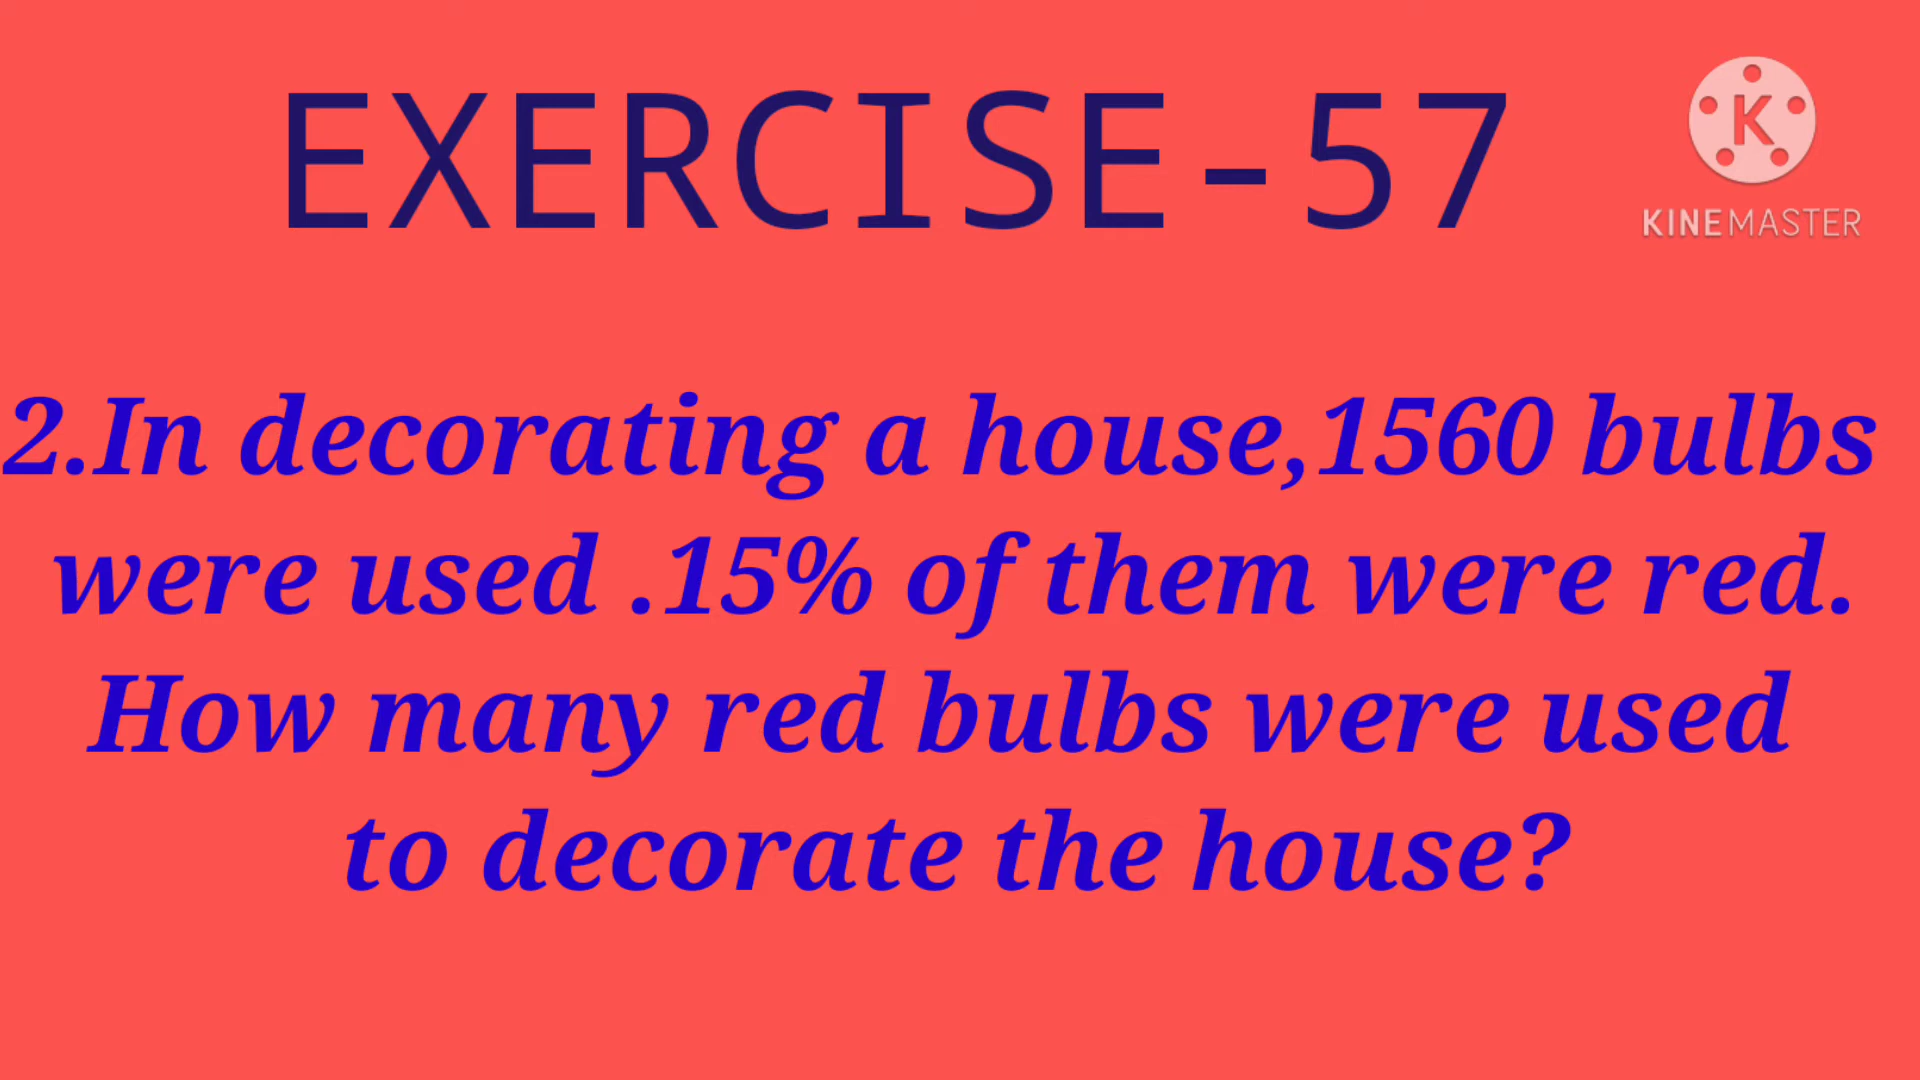 EXERCISE-57
KINEMASTER
2.In decorating a house,1560 bulbs
were used .15% of them were red.
How many red bulbs were used
to decorate the house?